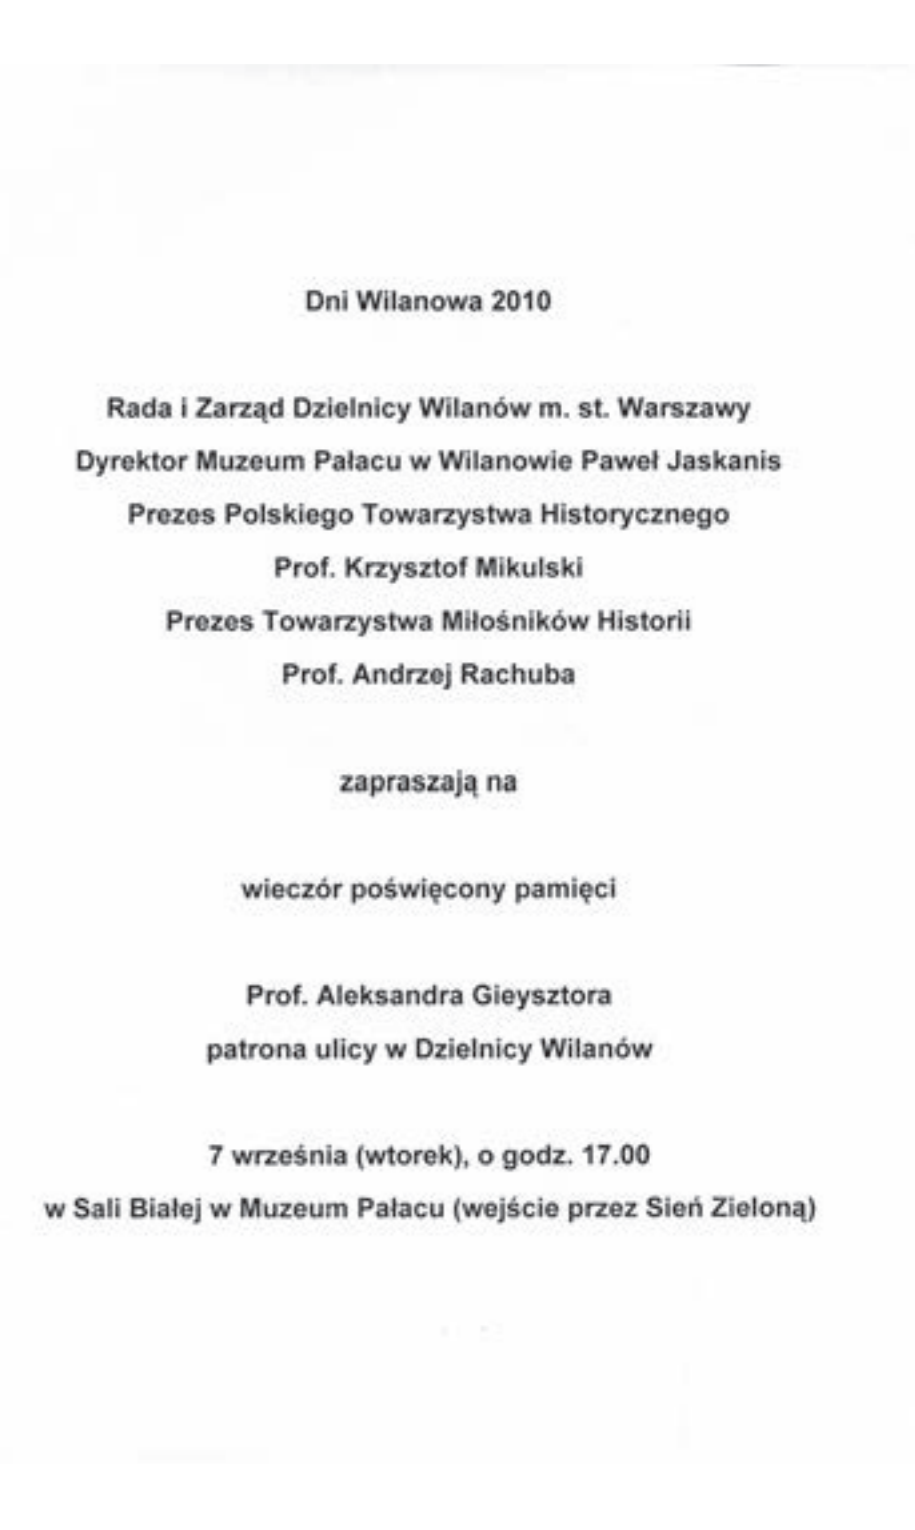 Dni Wilanowa 2010
Rada i Zarząd Dzielnicy Wilanów m. st. Warszawy
Dyrektor Muzeum Pałacu w Wilanowie Paweł Jaskanis
Prezes Polskiego Towarzystwa Historycznego
Prof. Krzysztof Mikulski
Prezes Towarzystwa Miłośników Historii
Prof. Andrzej Rachuba
zapraszają na
wieczór poświęcony pamięci
Prof. Aleksandra Gieysztora
patrona ulicy w Dzielnicy Wilanów
7 września (wtorek), o godz. 17.00
w Sali Białej w Muzeum Pałacu (wejście przez Sień Zieloną)